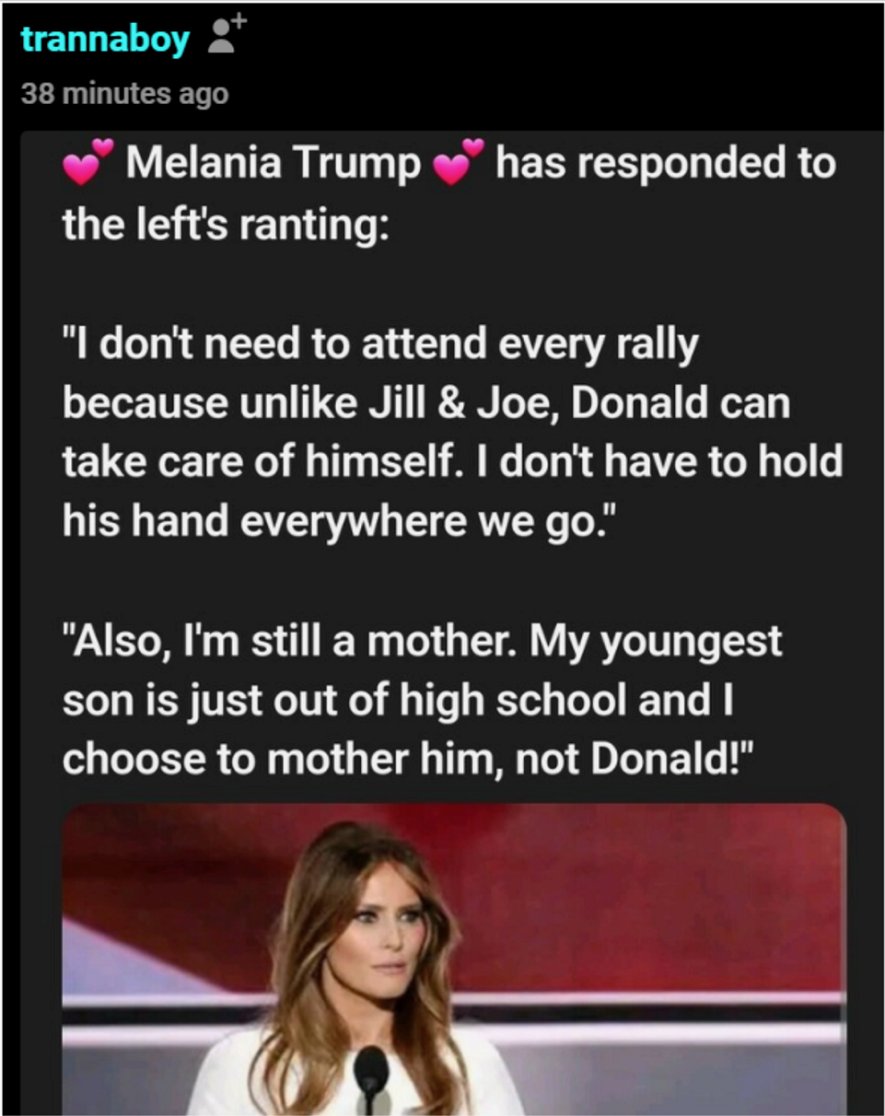 trannaboy
38 minutes ago
💕 Melania Trump 💕 has responded to
the left's ranting:
"I don't need to attend every rally
because unlike Jill & Joe, Donald can
take care of himself. I don't have to hold
his hand everywhere we go."
"Also, I'm still a mother. My youngest
son is just out of high school and I
choose to mother him, not Donald!"